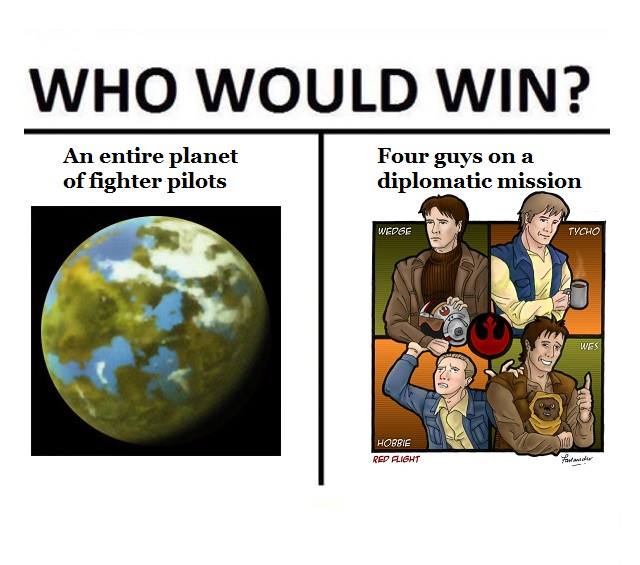 WHO WOULD WIN?
An entire planet
of fighter pilots
Four guys on a
diplomatic mission
WEDGE
TYCHO
HOBBIE
WES
RED FLIGHT